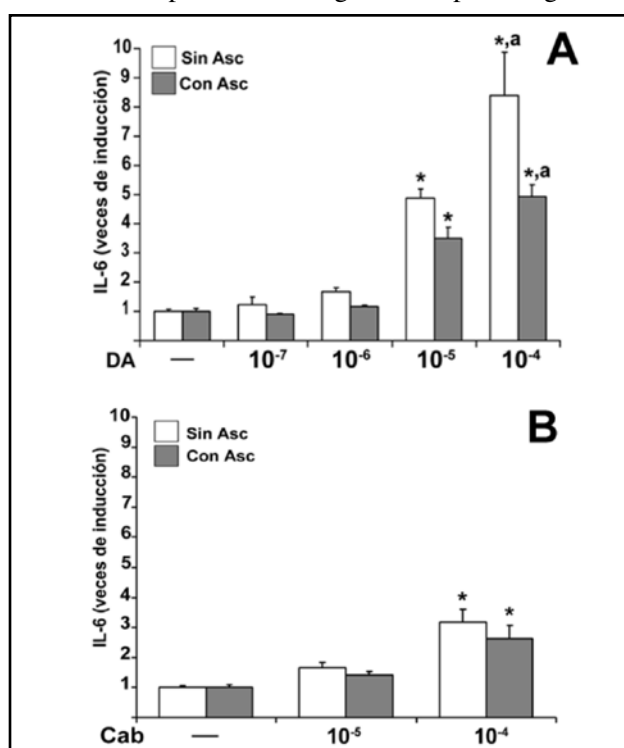 A
Sin Asc
Con Asc
IL-6 (veces de inducción)
10
9
8
7
6
5
4
3
2
1
*
*
*,a
*,a
DA — 10⁻⁷ 10⁻⁶ 10⁻⁵ 10⁻⁴
B
Sin Asc
Con Asc
IL-6 (veces de inducción)
10
9
8
7
6
5
4
3
2
1
*
*
Cab — 10⁻⁵ 10⁻⁴